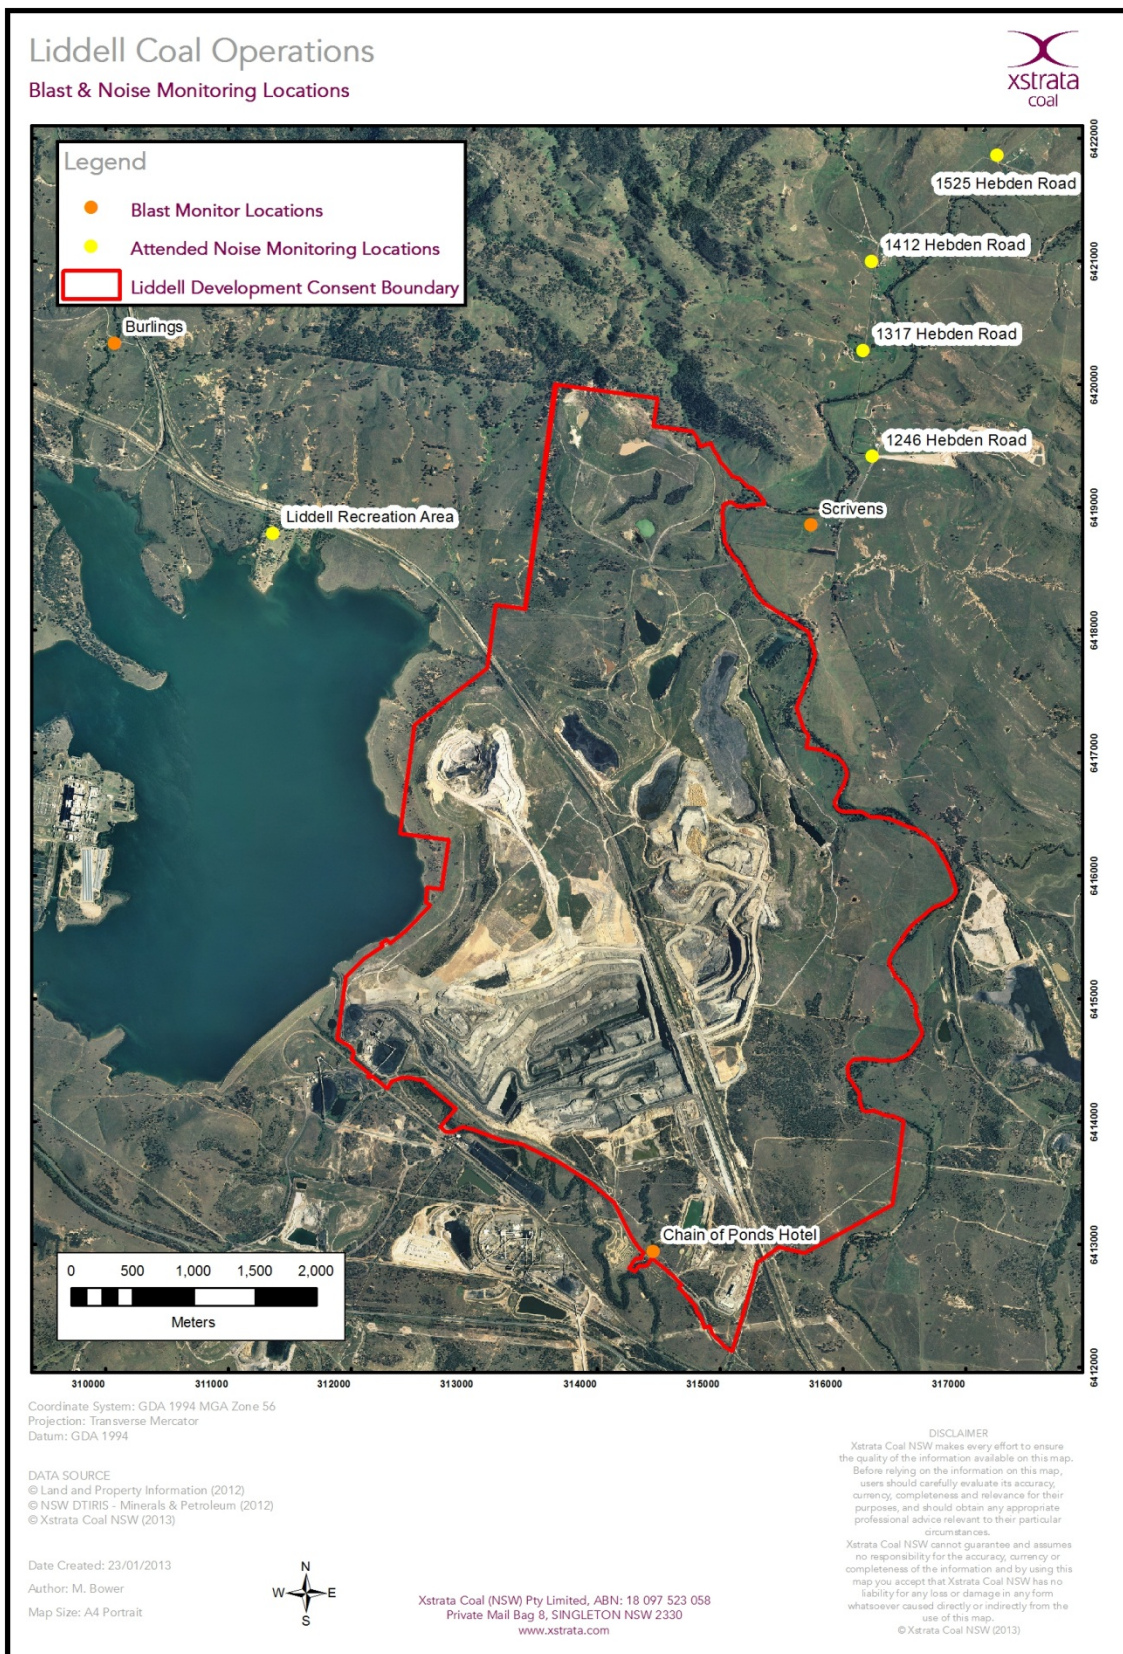 Liddell Coal Operations
Blast & Noise Monitoring Locations
xstrata
coal
Legend
Blast Monitor Locations
Attended Noise Monitoring Locations
Liddell Development Consent Boundary
1525 Hebden Road
1412 Hebden Road
Burlings
1317 Hebden Road
1246 Hebden Road
Liddell Recreation Area
Scrivens
Chain of Ponds Hotel
6422000
6421000
6420000
6419000
6418000
6417000
6416000
6415000
6414000
6413000
6412000
0 500 1,000 1,500 2,000
Meters
310000 311000 312000 313000 314000 315000 316000 317000
Coordinate System: GDA 1994 MGA Zone 56
Projection: Transverse Mercator
Datum: GDA 1994
DATA SOURCE
© Land and Property Information (2012)
© NSW DTIRIS - Minerals & Petroleum (2012)
© Xstrata Coal NSW (2013)
Date Created: 23/01/2013
Author: M. Bower
Map Size: A4 Portrait
N
W E
S
Xstrata Coal (NSW) Pty Limited, ABN: 18 097 523 058
Private Mail Bag 8, SINGLETON NSW 2330
www.xstrata.com
DISCLAIMER
Xstrata Coal NSW makes every effort to ensure
the quality of the information available on this map.
Before relying on the information on this map,
users should carefully evaluate its accuracy,
currency, completeness and relevance for their
purposes, and should obtain any appropriate
professional advice relevant to their particular
circumstances.
Xstrata Coal NSW cannot guarantee and assumes
no responsibility for the accuracy, currency or
completeness of the information and by using this
map you accept that Xstrata Coal NSW has no
liability for any loss or damage in any form
whatsoever caused directly or indirectly from the
use of this map.
© Xstrata Coal NSW (2013)